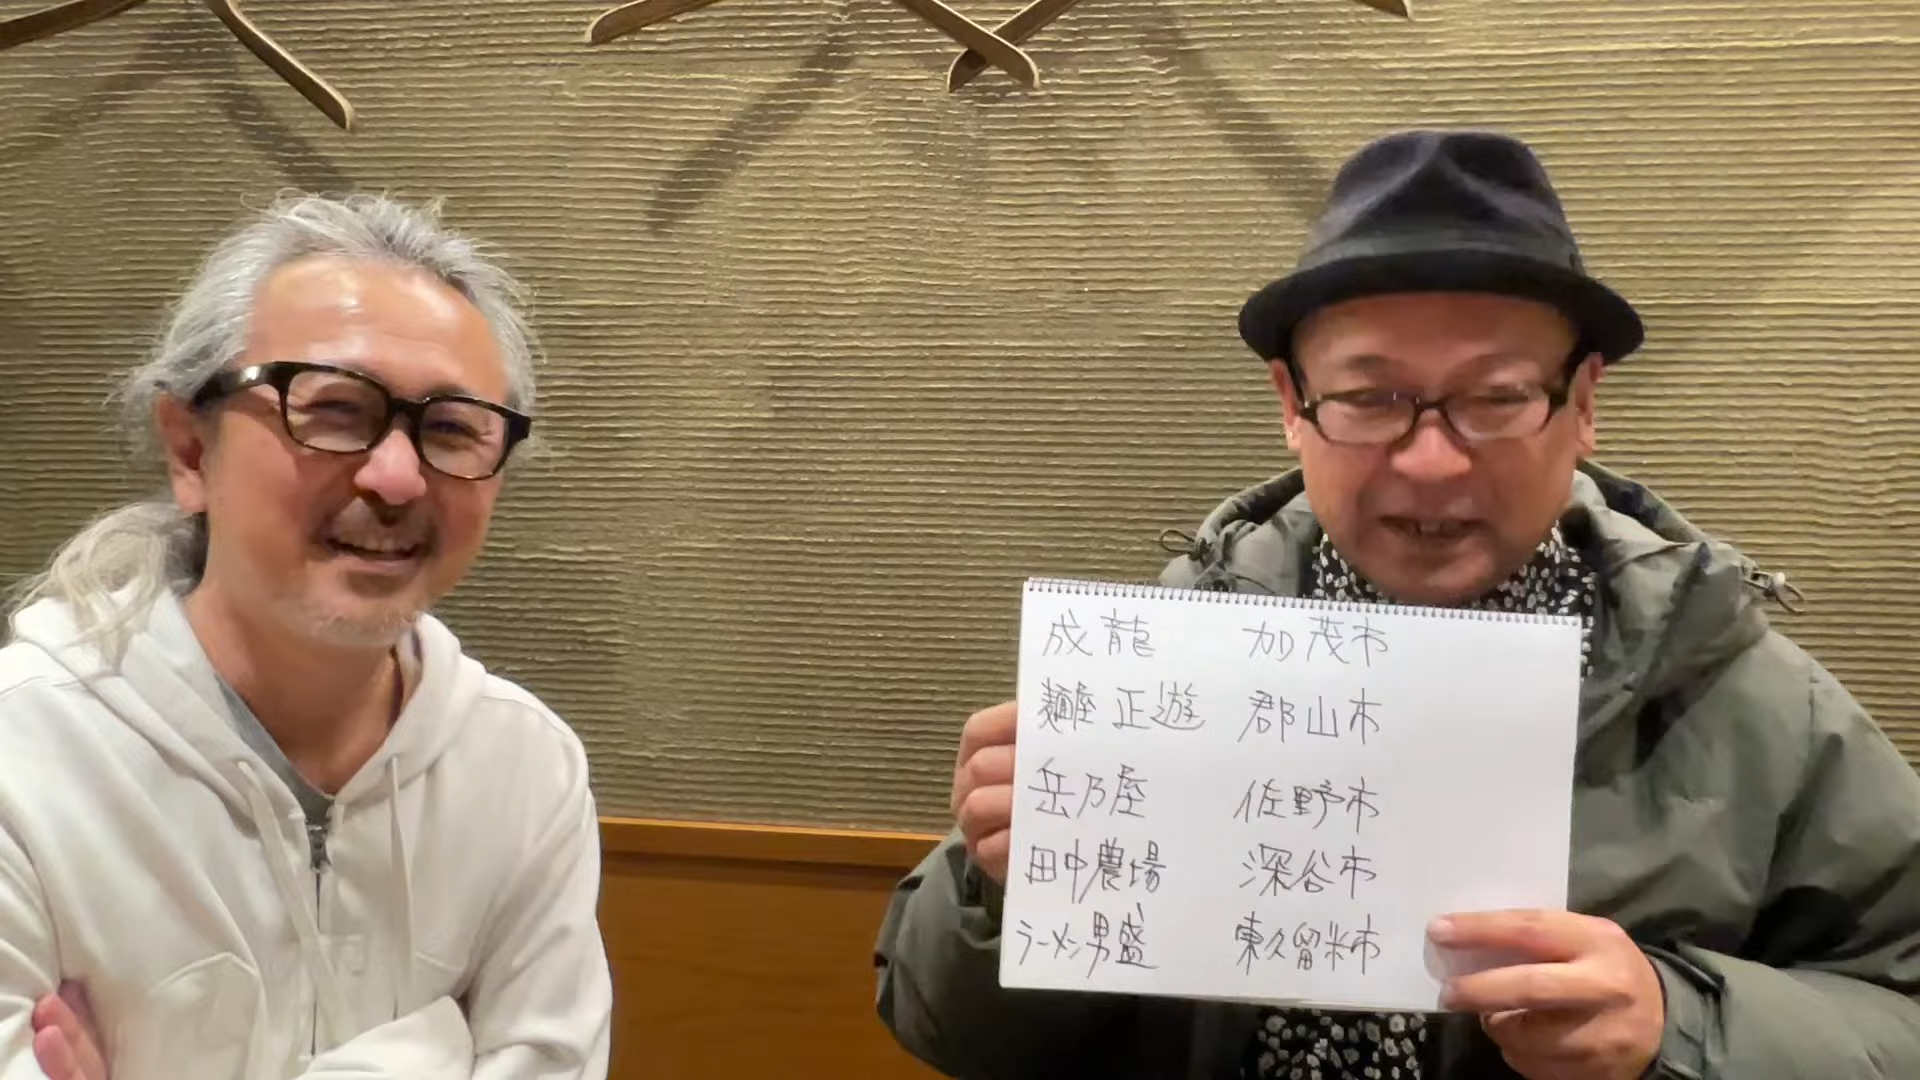 成龍 加茂市
麺屋 正遊 郡山市
岳乃屋 佐野市
田中農場 深谷市
ラーメン男盛 東久留米市